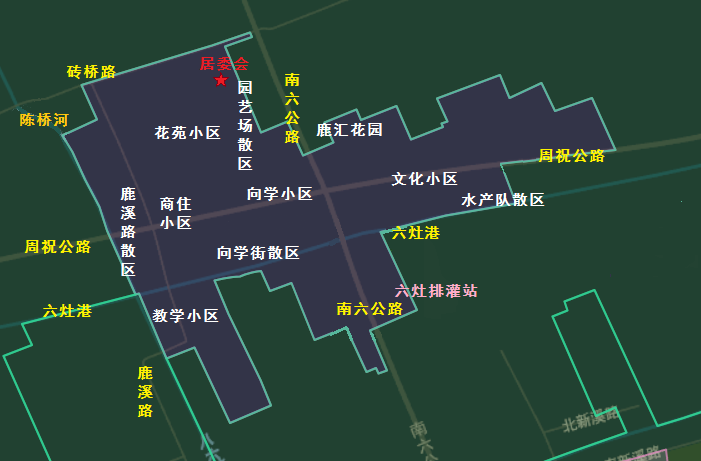 居委会
砖桥路
南六公路
园艺场散区
陈桥河
花苑小区
鹿汇花园
周祝公路
文化小区
向学小区
鹿溪路散区
商住
小区
水产队散区
六灶港
周祝公路
向学街散区
六灶排灌站
六灶港
南六公路
教学小区
鹿溪路
北新溪路
南六公